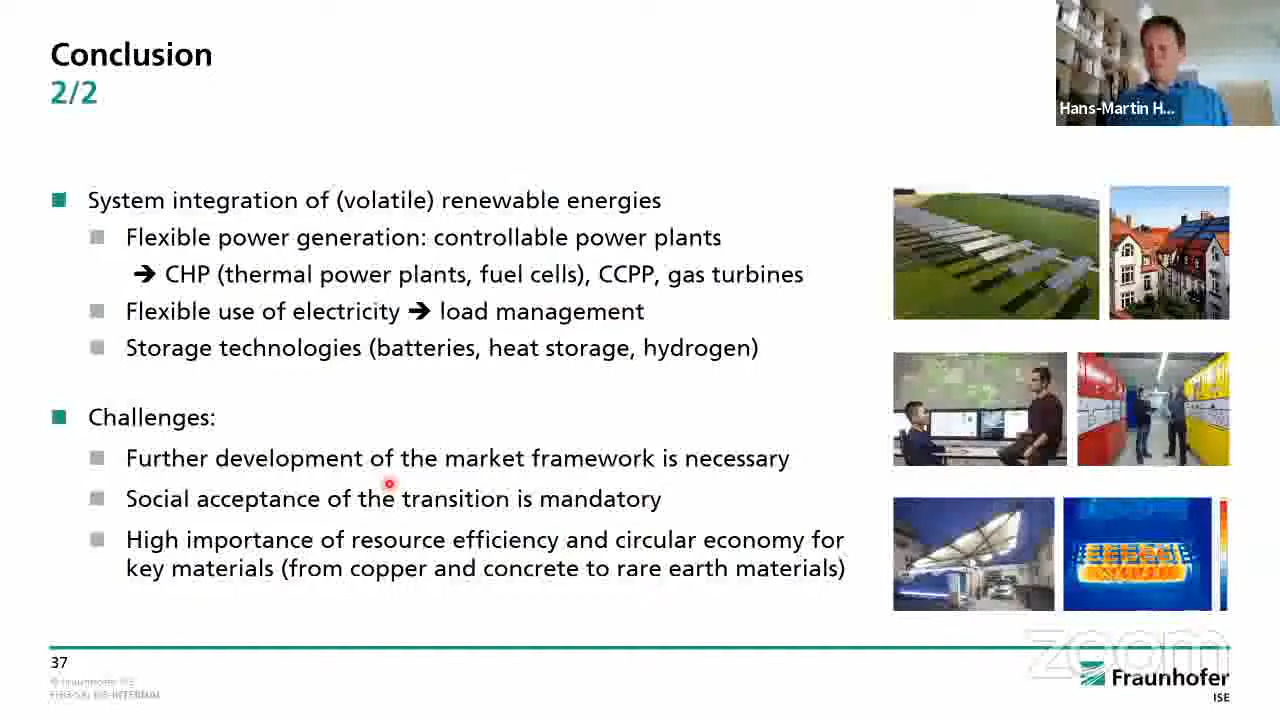 Conclusion
2/2
Hans-Martin H...
System integration of (volatile) renewable energies
Flexible power generation: controllable power plants
➔ CHP (thermal power plants, fuel cells), CCPP, gas turbines
Flexible use of electricity ➔ load management
Storage technologies (batteries, heat storage, hydrogen)
Challenges:
Further development of the market framework is necessary
Social acceptance of the transition is mandatory
High importance of resource efficiency and circular economy for
key materials (from copper and concrete to rare earth materials)
37
zoom
Fraunhofer
ISE
© Fraunhofer ISE